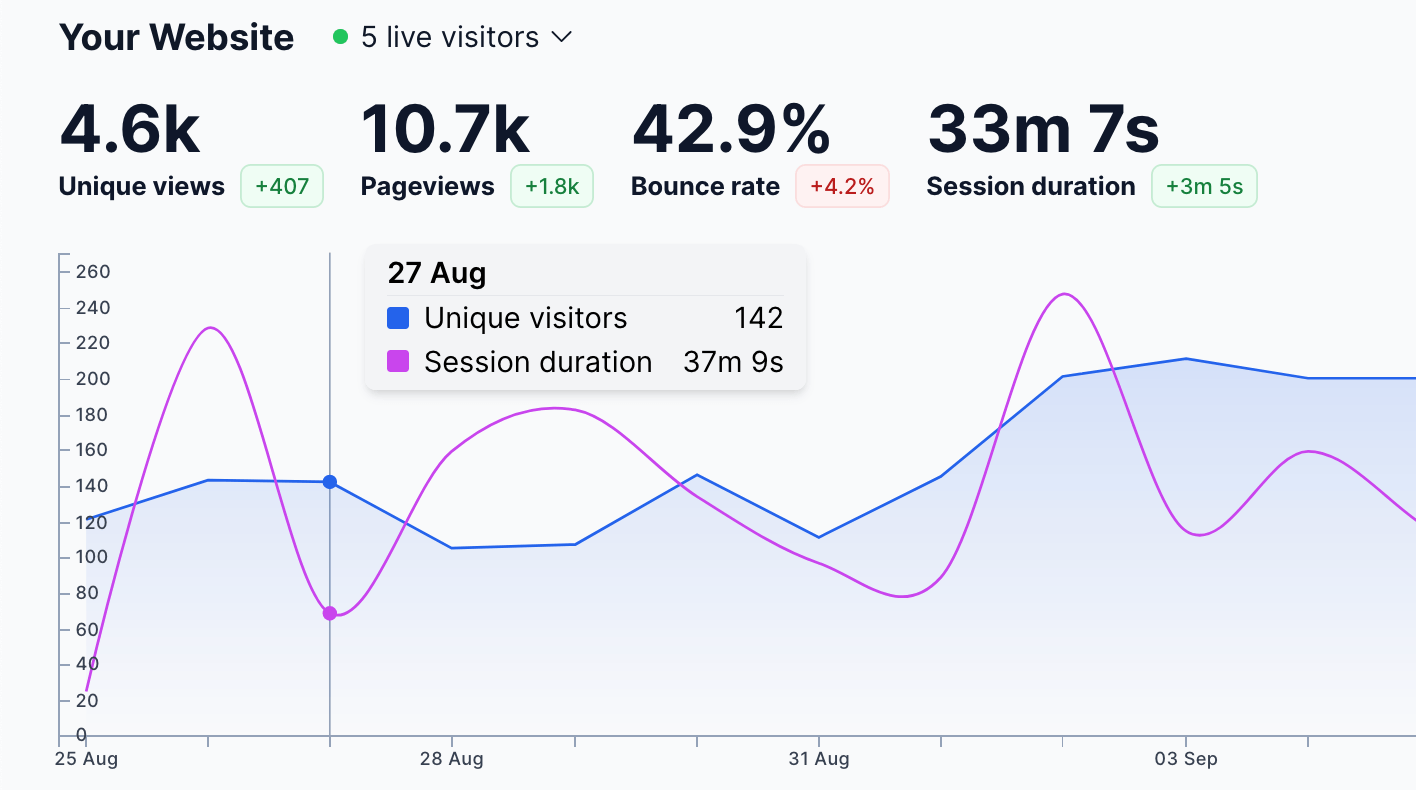 Your Website 5 live visitors
4.6k 10.7k 42.9% 33m 7s
Unique views +407 Pageviews +1.8k Bounce rate +4.2% Session duration +3m 5s
27 Aug
Unique visitors 142
Session duration 37m 9s
260
240
220
200
180
160
140
120
100
80
60
40
20
0
25 Aug 28 Aug 31 Aug 03 Sep